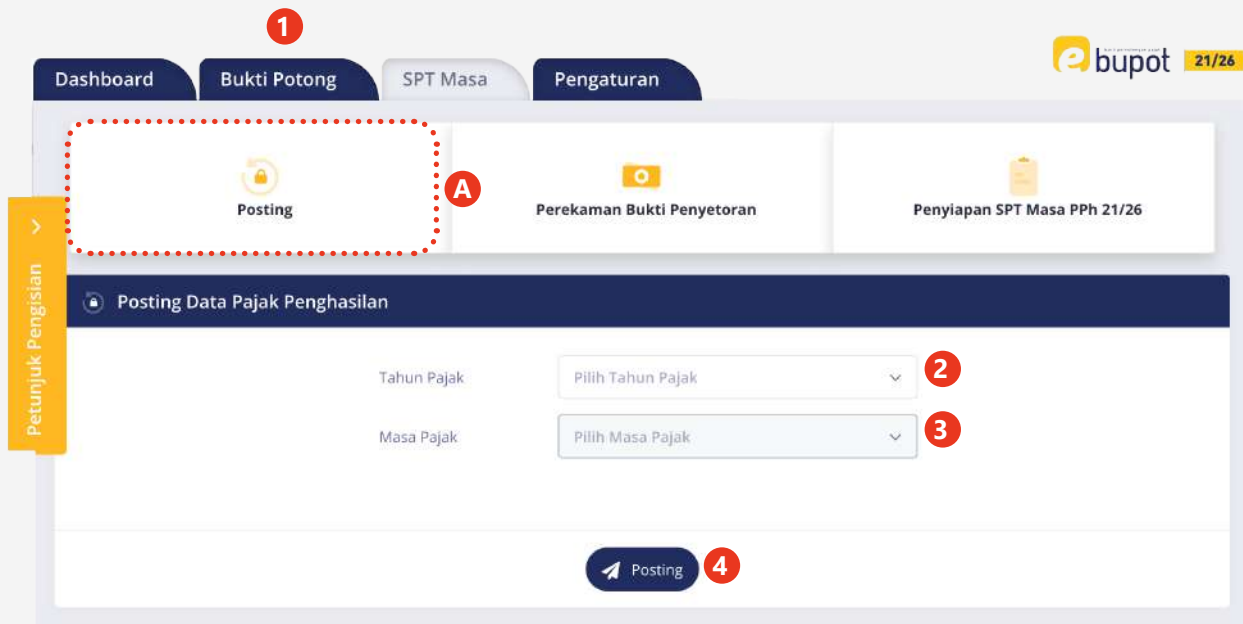 1
Dashboard
Bukti Potong
SPT Masa
Pengaturan
e bupot 21/26
Posting
A
Perekaman Bukti Penyetoran
Penyiapan SPT Masa PPh 21/26
Petunjuk Pengisian
Posting Data Pajak Penghasilan
Tahun Pajak
Pilih Tahun Pajak
2
Masa Pajak
Pilih Masa Pajak
3
Posting
4